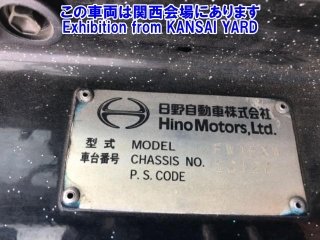 この車両は関西会場にあります
Exhibition from KANSAI YARD
日野自動車株式会社
HinoMotors,Ltd.
型式 MODEL
車台番号 CHASSIS NO.
P.S.CODE